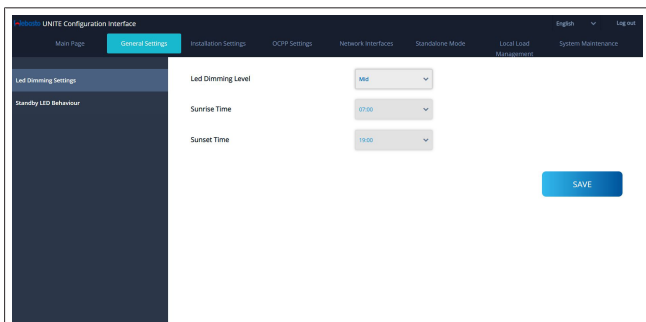 webasto UNITE Configuration Interface
English
Log out
Main Page
General Settings
Installation Settings
OCPP Settings
Network Interfaces
Standalone Mode
Local Load
Management
System Maintenance
Led Dimming Settings
Standby LED Behaviour
Led Dimming Level
Mid
Sunrise Time
07:00
Sunset Time
19:00
SAVE